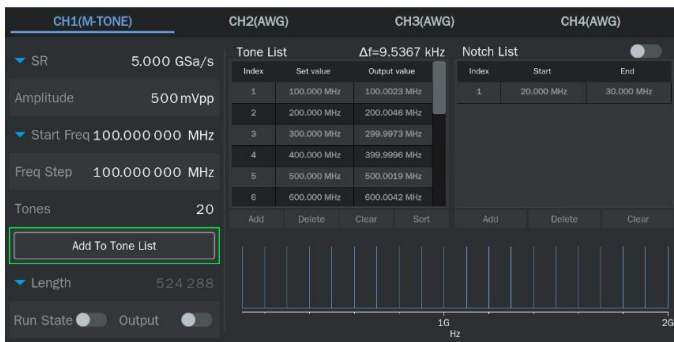 CH1(M-TONE) CH2(AWG) CH3(AWG) CH4(AWG)
SR 5.000 GSa/s
Amplitude 500 mVpp
Start Freq 100.000 000 MHz
Freq Step 100.000 000 MHz
Tones 20
Add To Tone List
Length 524 288
Run State Output
Tone List Δf=9.5367 kHz
Index Set value Output value
1 100.000 MHz 100.0023 MHz
2 200.000 MHz 200.0046 MHz
3 300.000 MHz 299.9973 MHz
4 400.000 MHz 399.9996 MHz
5 500.000 MHz 500.0019 MHz
6 600.000 MHz 600.0042 MHz
Add Delete Clear Sort
Notch List
Index Start End
1 20.000 MHz 30.000 MHz
Add Delete Clear
1G 2G
Hz